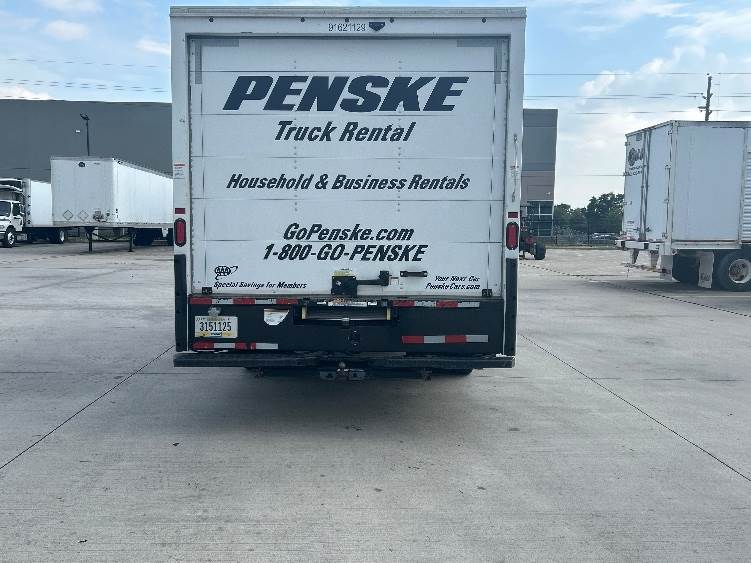 91621129
PENSKE
Truck Rental
Household & Business Rentals
GoPenske.com
1-800-GO-PENSKE
AAA
Special Savings for Members
Your Next Car
PenskeCars.com
3151125